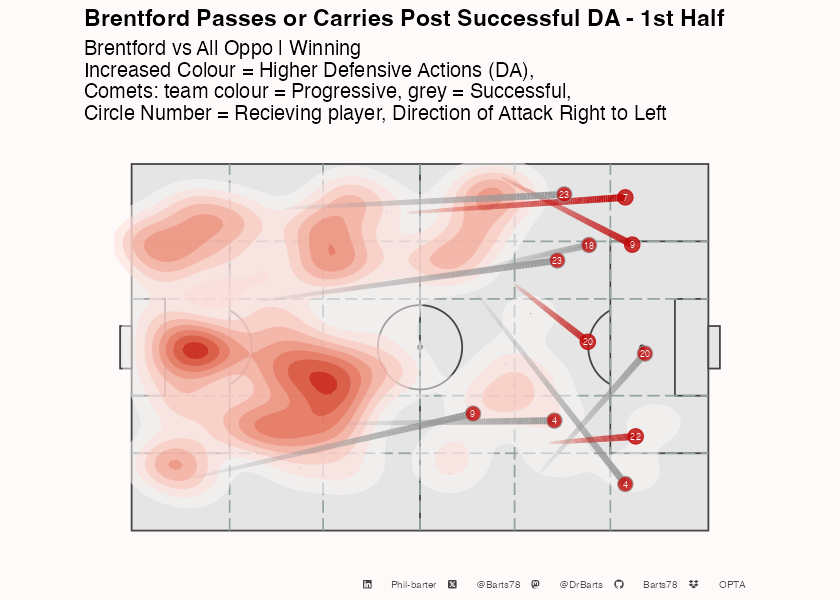 Brentford Passes or Carries Post Successful DA - 1st Half
Brentford vs All Oppo | Winning
Increased Colour = Higher Defensive Actions (DA),
Comets: team colour = Progressive, grey = Successful,
Circle Number = Recieving player, Direction of Attack Right to Left
23
7
18
9
23
20
20
9
4
22
4
Phil-barter @Barts78 @DrBarts Barts78 OPTA